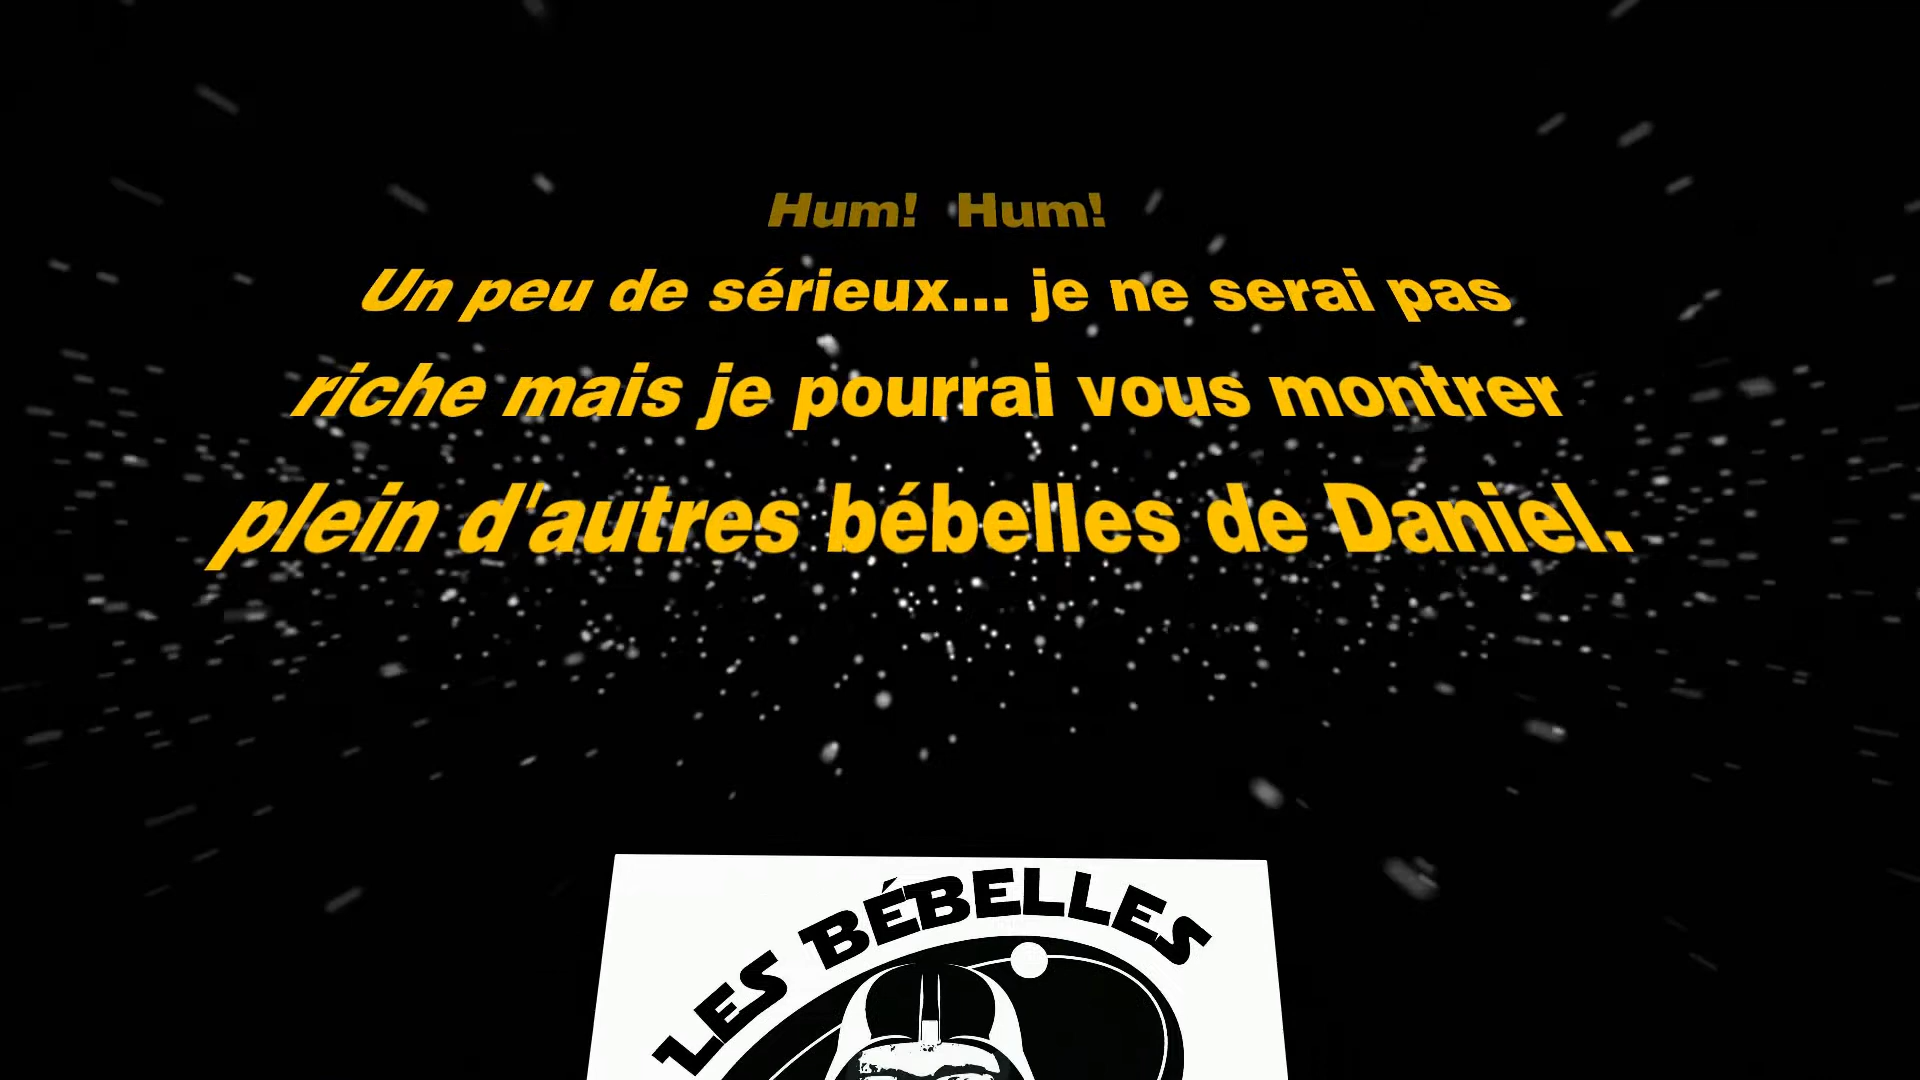 Hum! Hum!
Un peu de sérieux... je ne serai pas
riche mais je pourrai vous montrer
plein d'autres bébelles de Daniel.
LES BÉBELLES